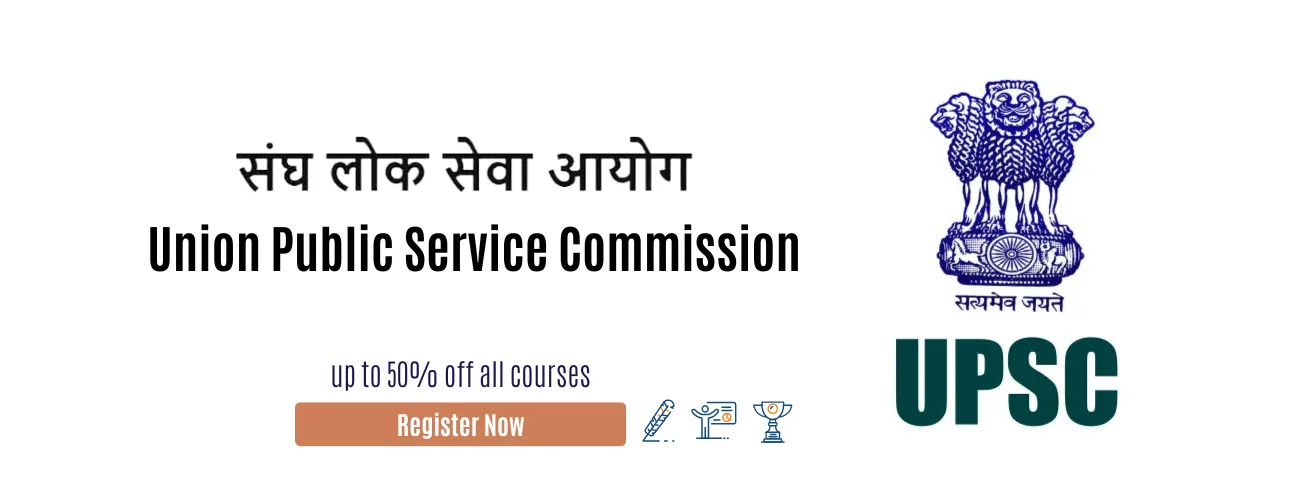 संघ लोक सेवा आयोग
Union Public Service Commission
up to 50% off all courses
Register Now
सत्यमेव जयते
UPSC